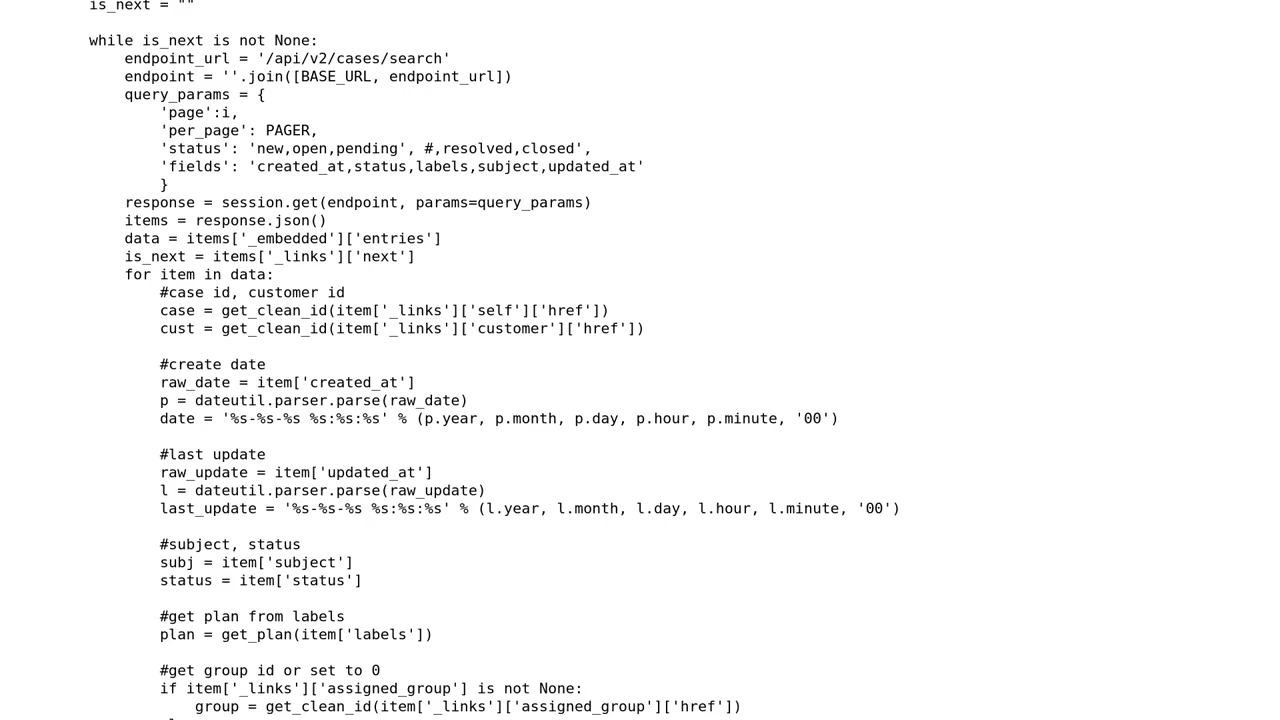 is_next = ""
while is_next is not None:
endpoint_url = '/api/v2/cases/search'
endpoint = ''.join([BASE_URL, endpoint_url])
query_params = {
'page':i,
'per_page': PAGER,
'status': 'new,open,pending', #,resolved,closed',
'fields': 'created_at,status,labels,subject,updated_at'
}
response = session.get(endpoint, params=query_params)
items = response.json()
data = items['_embedded']['entries']
is_next = items['_links']['next']
for item in data:
#case id, customer id
case = get_clean_id(item['_links']['self']['href'])
cust = get_clean_id(item['_links']['customer']['href'])
#create date
raw_date = item['created_at']
p = dateutil.parser.parse(raw_date)
date = '%s-%s-%s %s:%s:%s' % (p.year, p.month, p.day, p.hour, p.minute, '00')
#last update
raw_update = item['updated_at']
l = dateutil.parser.parse(raw_update)
last_update = '%s-%s-%s %s:%s:%s' % (l.year, l.month, l.day, l.hour, l.minute, '00')
#subject, status
subj = item['subject']
status = item['status']
#get plan from labels
plan = get_plan(item['labels'])
#get group id or set to 0
if item['_links']['assigned_group'] is not None:
group = get_clean_id(item['_links']['assigned_group']['href'])